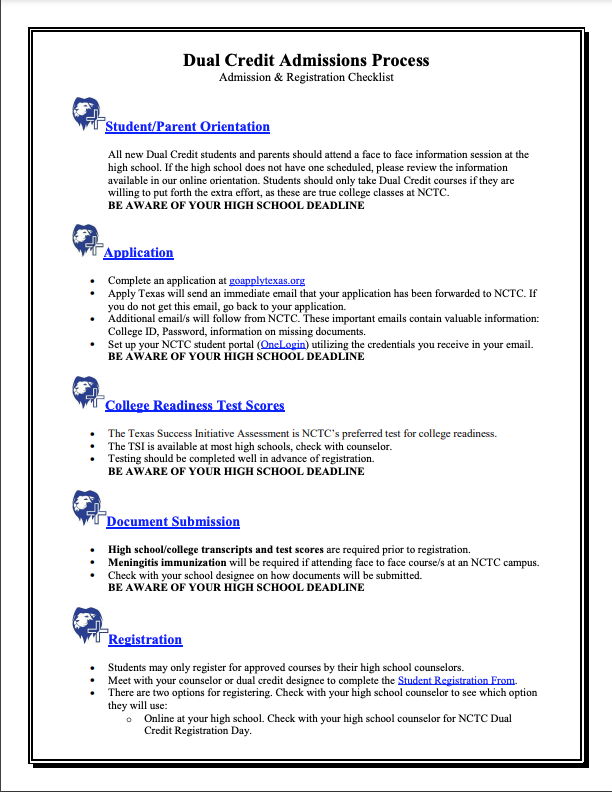 Dual Credit Admissions Process
Admission & Registration Checklist
Student/Parent Orientation
All new Dual Credit students and parents should attend a face to face information session at the
high school. If the high school does not have one scheduled, please review the information
available in our online orientation. Students should only take Dual Credit courses if they are
willing to put forth the extra effort, as these are true college classes at NCTC.
BE AWARE OF YOUR HIGH SCHOOL DEADLINE
Application
• Complete an application at goapplytexas.org
• Apply Texas will send an immediate email that your application has been forwarded to NCTC. If
you do not get this email, go back to your application.
• Additional email/s will follow from NCTC. These important emails contain valuable information:
College ID, Password, information on missing documents.
• Set up your NCTC student portal (OneLogin) utilizing the credentials you receive in your email.
BE AWARE OF YOUR HIGH SCHOOL DEADLINE
College Readiness Test Scores
• The Texas Success Initiative Assessment is NCTC's preferred test for college readiness.
• The TSI is available at most high schools, check with counselor.
• Testing should be completed well in advance of registration.
BE AWARE OF YOUR HIGH SCHOOL DEADLINE
Document Submission
• High school/college transcripts and test scores are required prior to registration.
• Meningitis immunization will be required if attending face to face course/s at an NCTC campus.
• Check with your school designee on how documents will be submitted.
BE AWARE OF YOUR HIGH SCHOOL DEADLINE
Registration
• Students may only register for approved courses by their high school counselors.
• Meet with your counselor or dual credit designee to complete the Student Registration From.
• There are two options for registering. Check with your high school counselor to see which option
they will use:
o Online at your high school. Check with your high school counselor for NCTC Dual
Credit Registration Day.